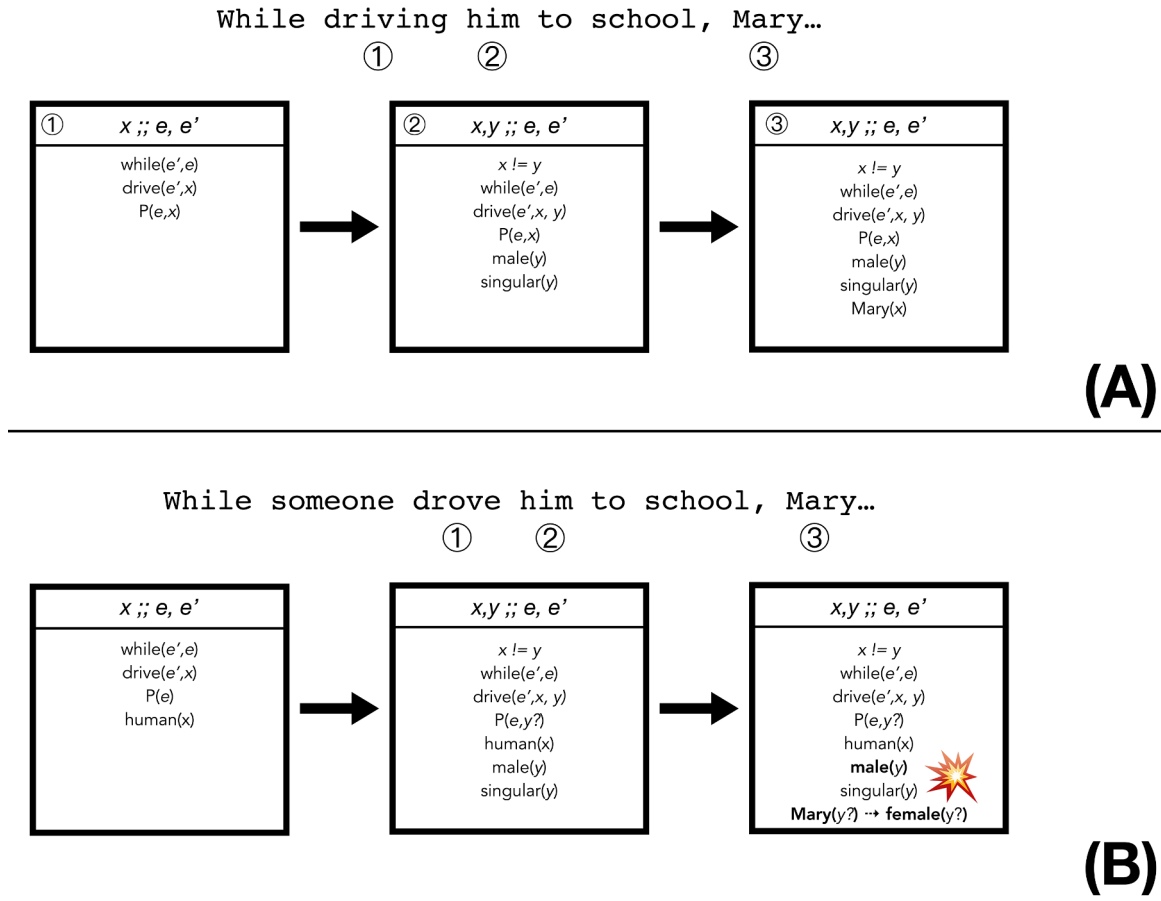 While driving him to school, Mary…
① ② ③
① x ;; e, e’
while(e’,e)
drive(e’,x)
P(e,x)
② x,y ;; e, e’
x != y
while(e’,e)
drive(e’,x, y)
P(e,x)
male(y)
singular(y)
③ x,y ;; e, e’
x != y
while(e’,e)
drive(e’,x, y)
P(e,x)
male(y)
singular(y)
Mary(x)
(A)
While someone drove him to school, Mary…
① ② ③
x ;; e, e’
while(e’,e)
drive(e’,x)
P(e)
human(x)
x,y ;; e, e’
x != y
while(e’,e)
drive(e’,x, y)
P(e,y?)
human(x)
male(y)
singular(y)
x,y ;; e, e’
x != y
while(e’,e)
drive(e’,x, y)
P(e,y?)
human(x)
male(y)
singular(y)
Mary(y?) ⇢ female(y?)
(B)